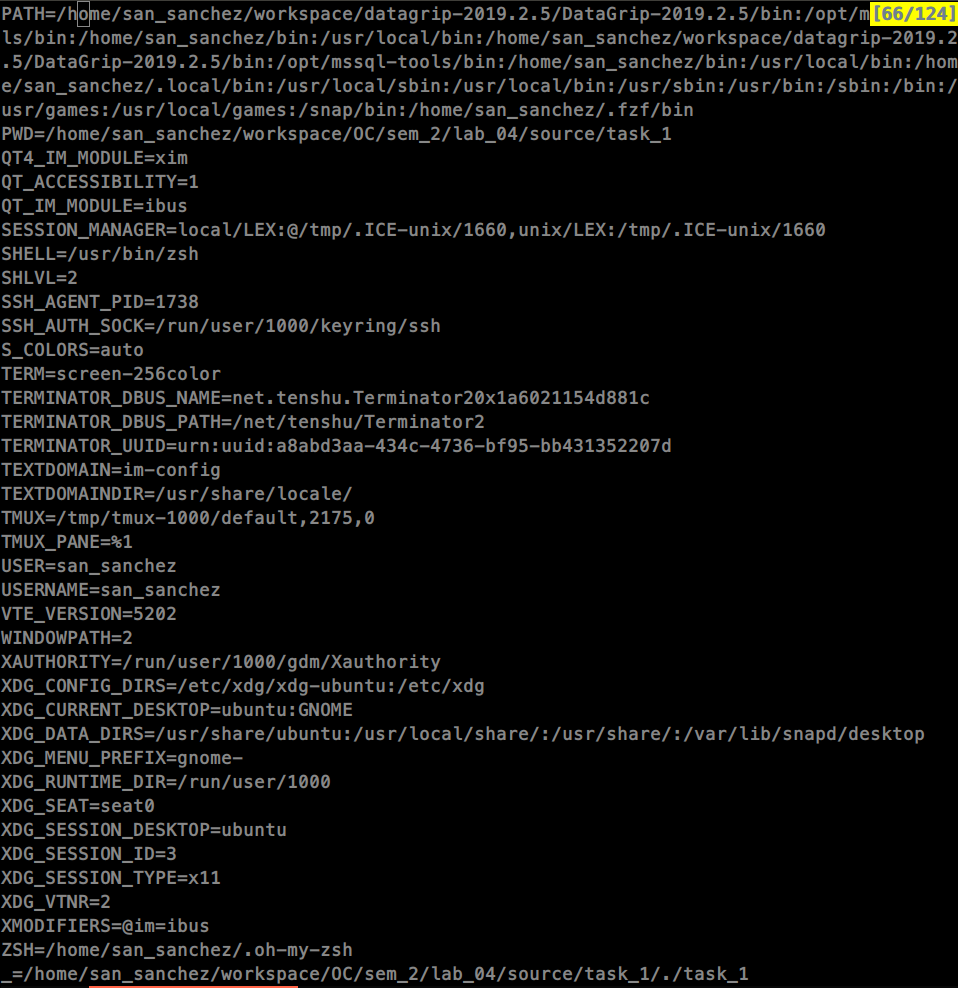 PATH=/home/san_sanchez/workspace/datagrip-2019.2.5/DataGrip-2019.2.5/bin:/opt/m[66/124]
ls/bin:/home/san_sanchez/bin:/usr/local/bin:/home/san_sanchez/workspace/datagrip-2019.2
.5/DataGrip-2019.2.5/bin:/opt/mssql-tools/bin:/home/san_sanchez/bin:/usr/local/bin:/hom
e/san_sanchez/.local/bin:/usr/local/sbin:/usr/local/bin:/usr/sbin:/usr/bin:/sbin:/bin:/
usr/games:/usr/local/games:/snap/bin:/home/san_sanchez/.fzf/bin
PWD=/home/san_sanchez/workspace/OC/sem_2/lab_04/source/task_1
QT4_IM_MODULE=xim
QT_ACCESSIBILITY=1
QT_IM_MODULE=ibus
SESSION_MANAGER=local/LEX:@/tmp/.ICE-unix/1660,unix/LEX:/tmp/.ICE-unix/1660
SHELL=/usr/bin/zsh
SHLVL=2
SSH_AGENT_PID=1738
SSH_AUTH_SOCK=/run/user/1000/keyring/ssh
S_COLORS=auto
TERM=screen-256color
TERMINATOR_DBUS_NAME=net.tenshu.Terminator20x1a6021154d881c
TERMINATOR_DBUS_PATH=/net/tenshu/Terminator2
TERMINATOR_UUID=urn:uuid:a8abd3aa-434c-4736-bf95-bb431352207d
TEXTDOMAIN=im-config
TEXTDOMAINDIR=/usr/share/locale/
TMUX=/tmp/tmux-1000/default,2175,0
TMUX_PANE=%1
USER=san_sanchez
USERNAME=san_sanchez
VTE_VERSION=5202
WINDOWPATH=2
XAUTHORITY=/run/user/1000/gdm/Xauthority
XDG_CONFIG_DIRS=/etc/xdg/xdg-ubuntu:/etc/xdg
XDG_CURRENT_DESKTOP=ubuntu:GNOME
XDG_DATA_DIRS=/usr/share/ubuntu:/usr/local/share/:/usr/share/:/var/lib/snapd/desktop
XDG_MENU_PREFIX=gnome-
XDG_RUNTIME_DIR=/run/user/1000
XDG_SEAT=seat0
XDG_SESSION_DESKTOP=ubuntu
XDG_SESSION_ID=3
XDG_SESSION_TYPE=x11
XDG_VTNR=2
XMODIFIERS=@im=ibus
ZSH=/home/san_sanchez/.oh-my-zsh
_=/home/san_sanchez/workspace/OC/sem_2/lab_04/source/task_1/./task_1